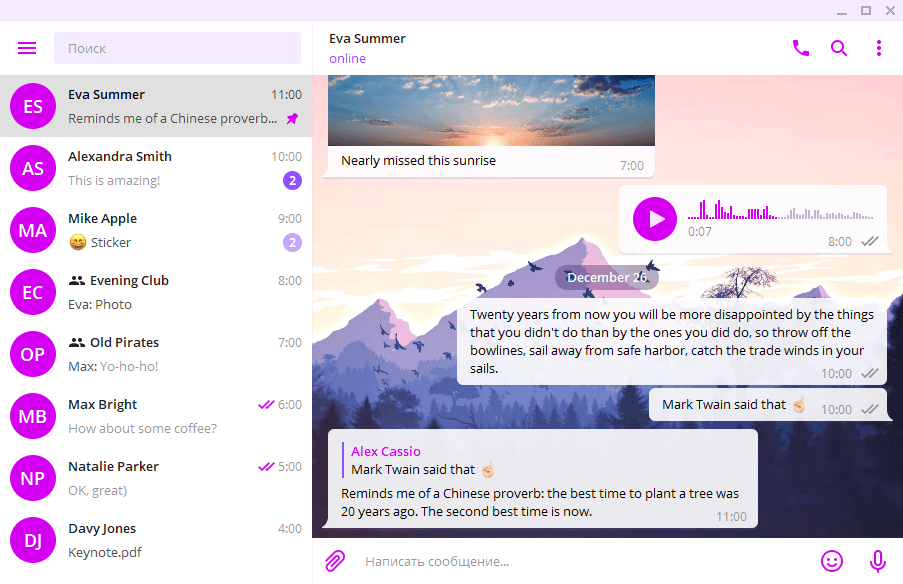 Поиск
ES
Eva Summer
11:00
Reminds me of a Chinese proverb...
AS
Alexandra Smith
10:00
This is amazing!
2
MA
Mike Apple
9:00
😄 Sticker
2
EC
Evening Club
8:00
Eva: Photo
OP
Old Pirates
7:00
Max: Yo-ho-ho!
MB
Max Bright
6:00
How about some coffee?
NP
Natalie Parker
5:00
OK, great)
DJ
Davy Jones
4:00
Keynote.pdf
Eva Summer
online
Nearly missed this sunrise
7:00
0:07
8:00
December 26
Twenty years from now you will be more disappointed by the things
that you didn't do than by the ones you did do, so throw off the
bowlines, sail away from safe harbor, catch the trade winds in your
sails.
10:00
Mark Twain said that ☝🏻
10:00
Alex Cassio
Mark Twain said that ☝🏻
Reminds me of a Chinese proverb: the best time to plant a tree was
20 years ago. The second best time is now.
11:00
Написать сообщение...